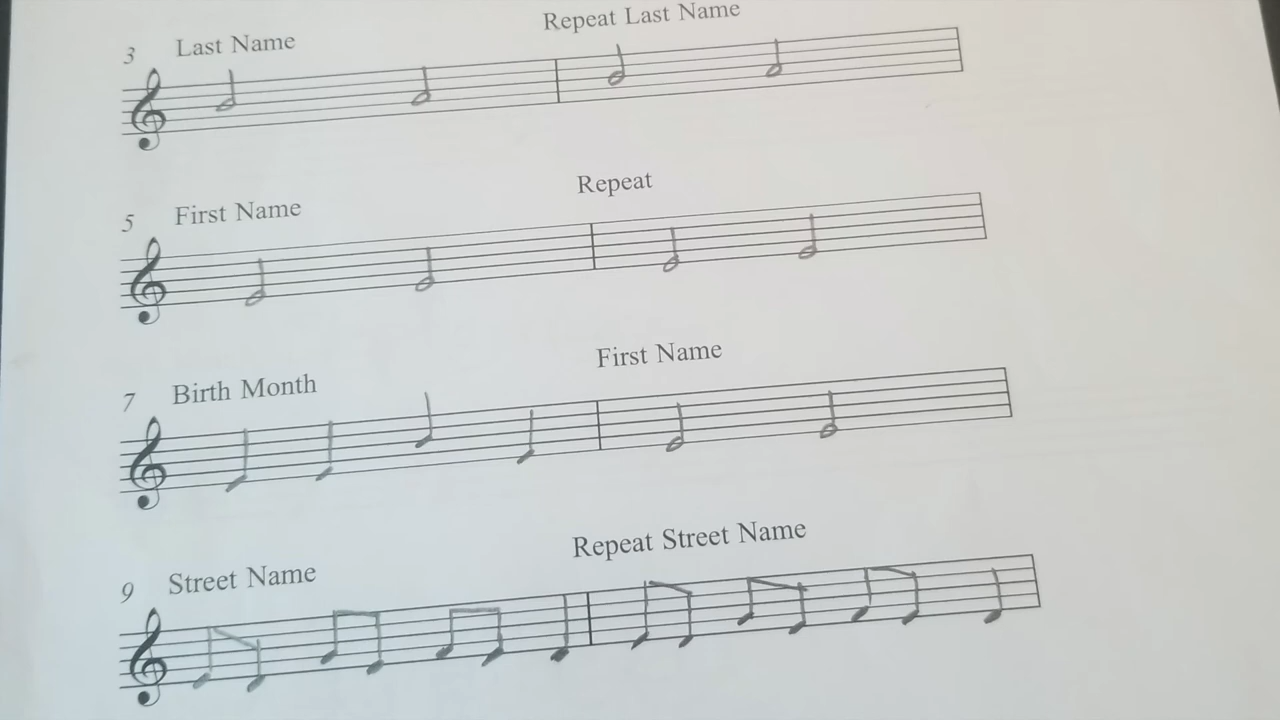 Repeat Last Name
3 Last Name
Repeat
5 First Name
First Name
7 Birth Month
Repeat Street Name
9 Street Name